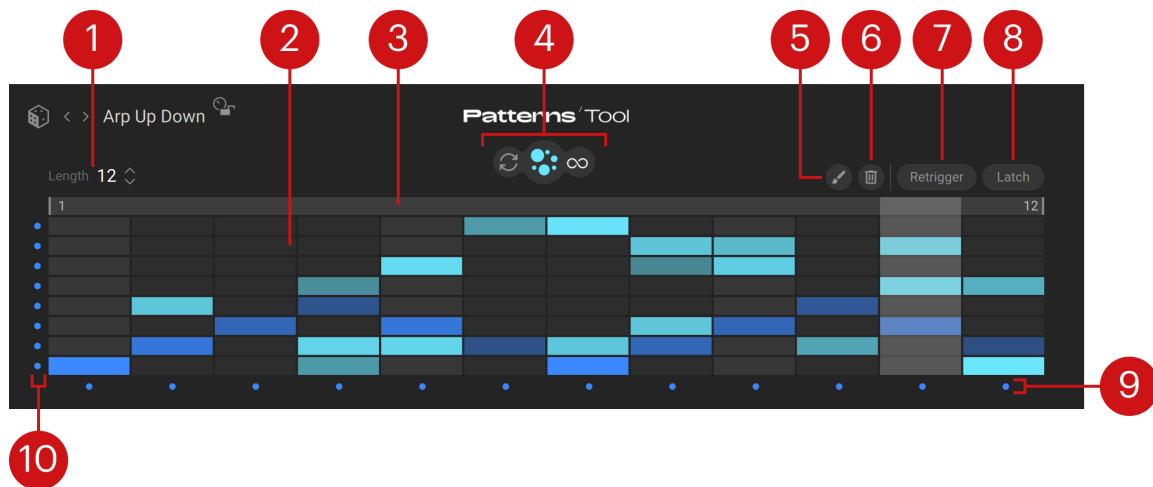 1 2 3 4 5 6 7 8
< > Arp Up Down Patterns/Tool
Length 12 Retrigger Latch
1 12
9
10